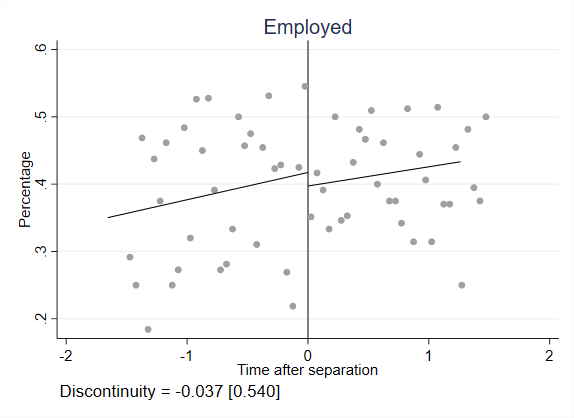 Employed
Percentage
.6
.5
.4
.3
.2
-2 -1 0 1 2
Time after separation
Discontinuity = -0.037 [0.540]